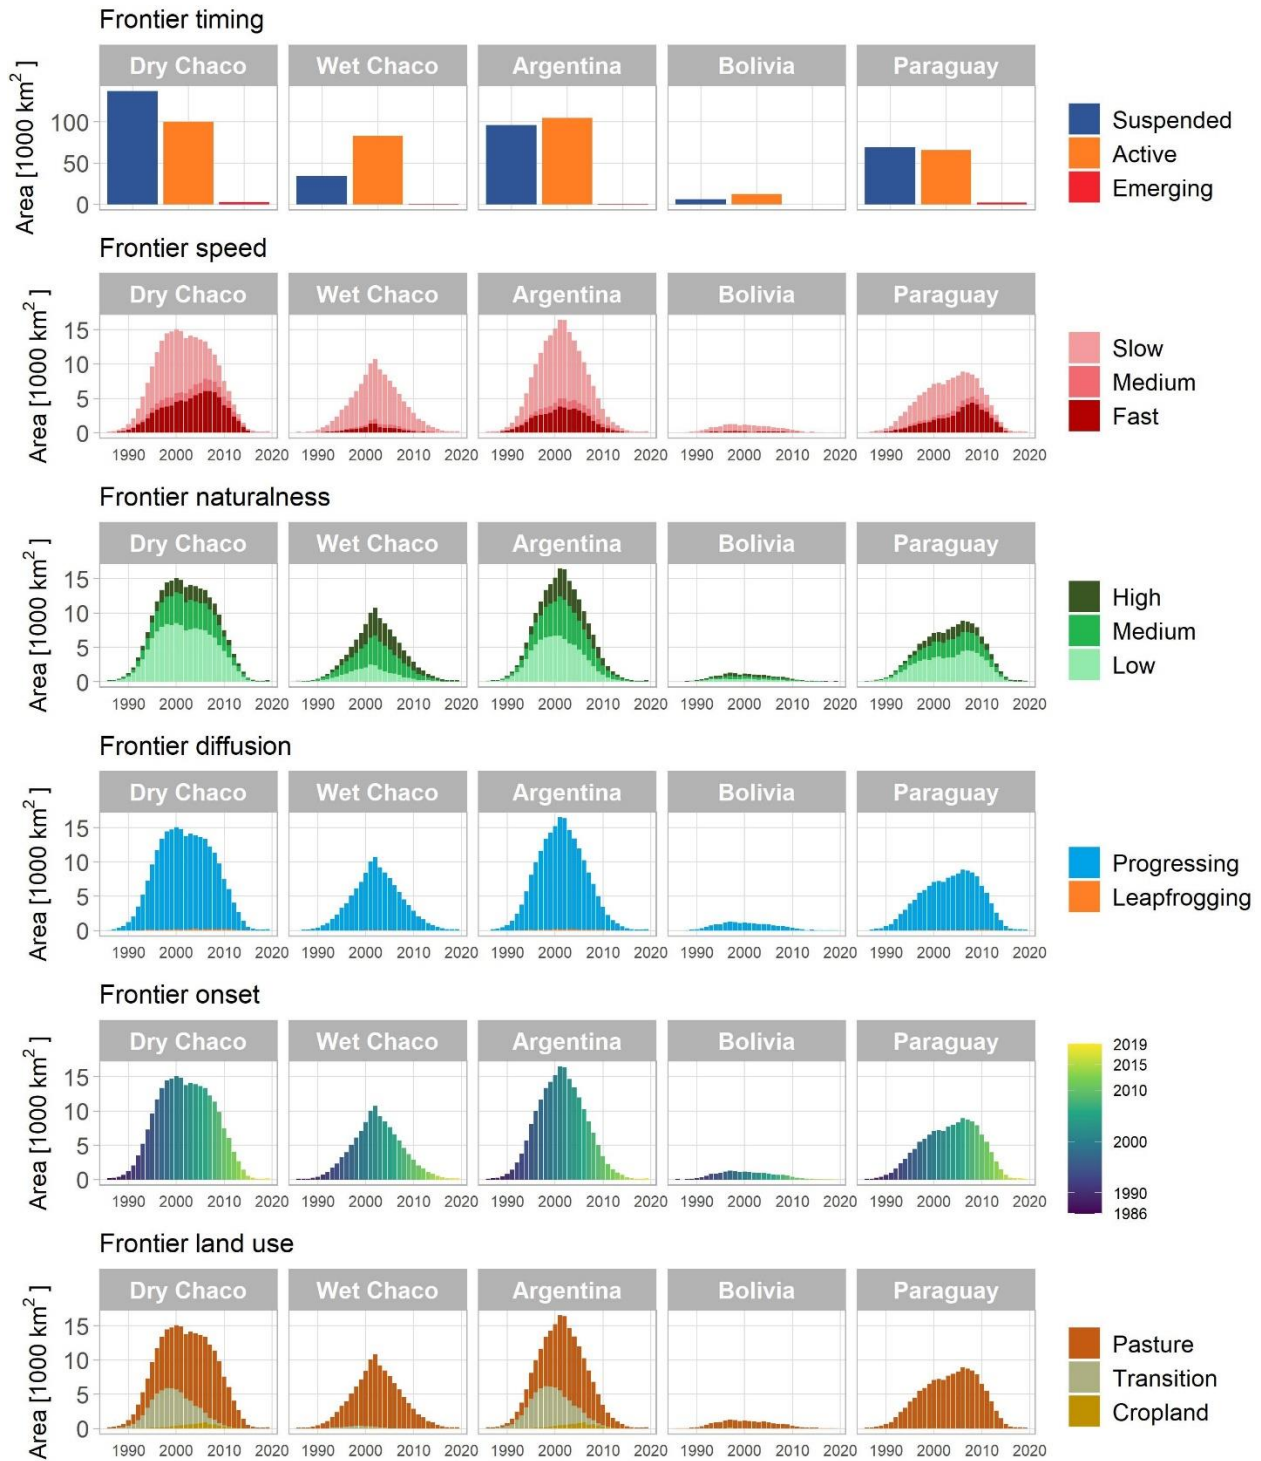 Frontier timing
Dry Chaco Wet Chaco Argentina Bolivia Paraguay
Area [1000 km² ]
100
50
0
Suspended
Active
Emerging
Frontier speed
Dry Chaco Wet Chaco Argentina Bolivia Paraguay
Area [1000 km² ]
15
10
5
0
1990 2000 2010 2020 1990 2000 2010 2020 1990 2000 2010 2020 1990 2000 2010 2020 1990 2000 2010 2020
Slow
Medium
Fast
Frontier naturalness
Dry Chaco Wet Chaco Argentina Bolivia Paraguay
Area [1000 km² ]
15
10
5
0
1990 2000 2010 2020 1990 2000 2010 2020 1990 2000 2010 2020 1990 2000 2010 2020 1990 2000 2010 2020
High
Medium
Low
Frontier diffusion
Dry Chaco Wet Chaco Argentina Bolivia Paraguay
Area [1000 km² ]
15
10
5
0
1990 2000 2010 2020 1990 2000 2010 2020 1990 2000 2010 2020 1990 2000 2010 2020 1990 2000 2010 2020
Progressing
Leapfrogging
Frontier onset
Dry Chaco Wet Chaco Argentina Bolivia Paraguay
Area [1000 km² ]
15
10
5
0
1990 2000 2010 2020 1990 2000 2010 2020 1990 2000 2010 2020 1990 2000 2010 2020 1990 2000 2010 2020
2019
2015
2010
2000
1990
1986
Frontier land use
Dry Chaco Wet Chaco Argentina Bolivia Paraguay
Area [1000 km² ]
15
10
5
0
1990 2000 2010 2020 1990 2000 2010 2020 1990 2000 2010 2020 1990 2000 2010 2020 1990 2000 2010 2020
Pasture
Transition
Cropland